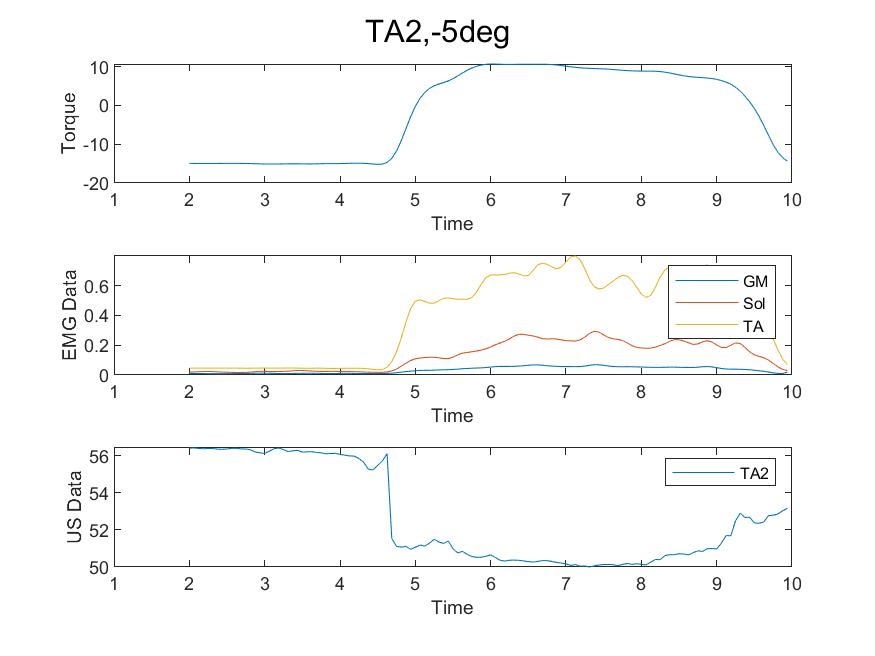 TA2,-5deg
10
0
-10
-20
Torque
1 2 3 4 5 6 7 8 9 10
Time
0.6
0.4
0.2
0
EMG Data
GM
Sol
TA
1 2 3 4 5 6 7 8 9 10
Time
56
54
52
50
US Data
TA2
1 2 3 4 5 6 7 8 9 10
Time